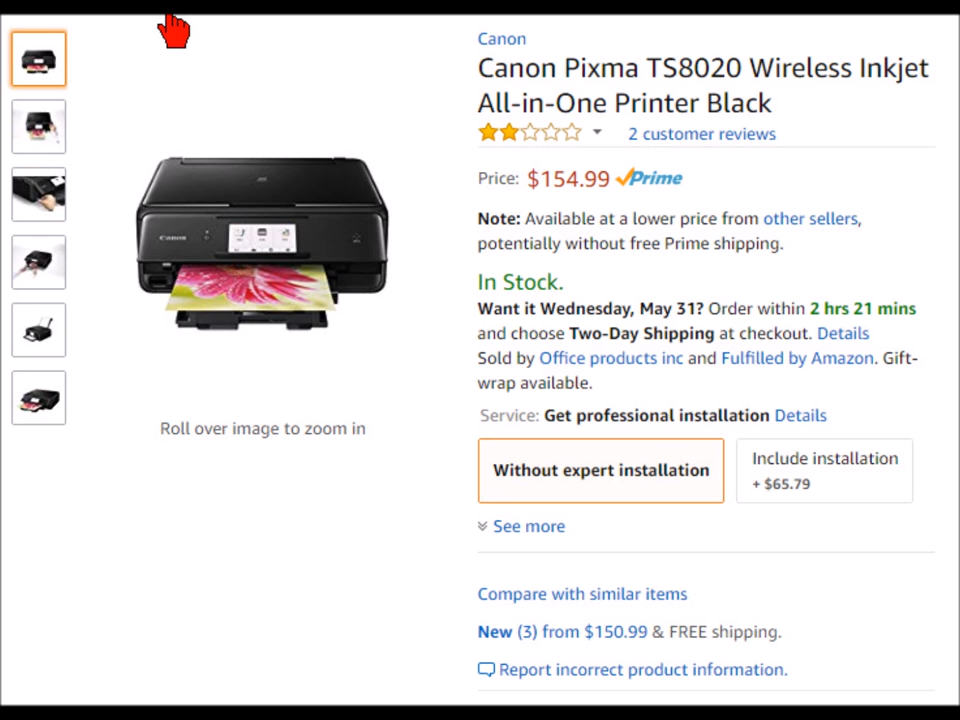 Canon
Canon Pixma TS8020 Wireless Inkjet
All-in-One Printer Black
2 customer reviews
Price: $154.99 Prime
Note: Available at a lower price from other sellers,
potentially without free Prime shipping.
In Stock.
Want it Wednesday, May 31? Order within 2 hrs 21 mins
and choose Two-Day Shipping at checkout. Details
Sold by Office products inc and Fulfilled by Amazon. Gift-
wrap available.
Service: Get professional installation Details
Without expert installation
Include installation
+ $65.79
See more
Compare with similar items
New (3) from $150.99 & FREE shipping.
Report incorrect product information.
Canon
Roll over image to zoom in